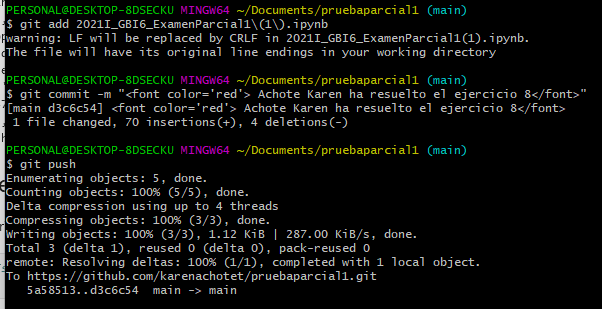 PERSONAL@DESKTOP-8DSECKU MINGW64 ~/Documents/pruebaparcial1 (main)
$ git add 2021I_GBI6_ExamenParcial1\(1\).ipynb
warning: LF will be replaced by CRLF in 2021I_GBI6_ExamenParcial1(1).ipynb.
The file will have its original line endings in your working directory
PERSONAL@DESKTOP-8DSECKU MINGW64 ~/Documents/pruebaparcial1 (main)
$ git commit -m "<font color='red'> Achote Karen ha resuelto el ejercicio 8</font>"
[main d3c6c54] <font color='red'> Achote Karen ha resuelto el ejercicio 8</font>
1 file changed, 70 insertions(+), 4 deletions(-)
PERSONAL@DESKTOP-8DSECKU MINGW64 ~/Documents/pruebaparcial1 (main)
$ git push
Enumerating objects: 5, done.
Counting objects: 100% (5/5), done.
Delta compression using up to 4 threads
Compressing objects: 100% (3/3), done.
Writing objects: 100% (3/3), 1.12 KiB | 287.00 KiB/s, done.
Total 3 (delta 1), reused 0 (delta 0), pack-reused 0
remote: Resolving deltas: 100% (1/1), completed with 1 local object.
To https://github.com/karenachotet/pruebaparcial1.git
5a58513..d3c6c54  main -> main